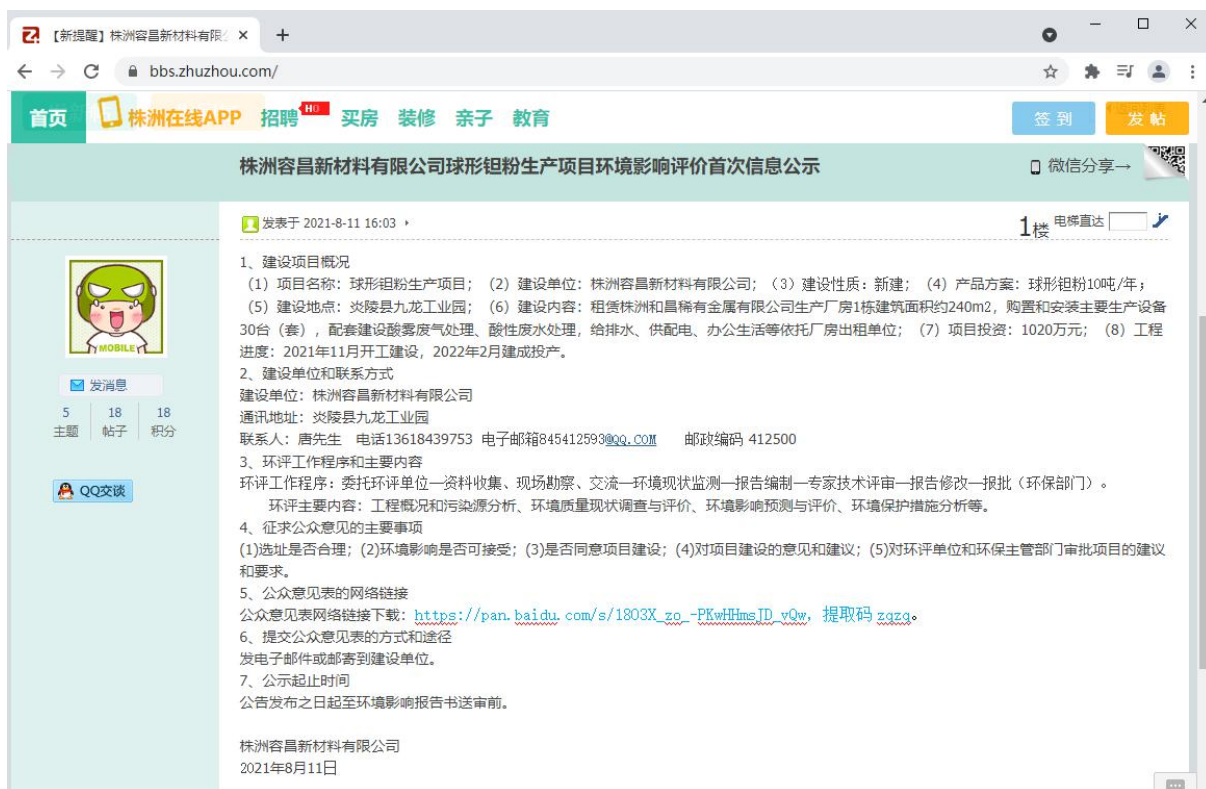 【新提醒】株洲容昌新材料有限
bbs.zhuzhou.com/
首页 株洲在线APP 招聘 HO 买房 装修 亲子 教育 签到 发帖
株洲容昌新材料有限公司球形钽粉生产项目环境影响评价首次信息公示 微信分享→
发表于 2021-8-11 16:03 1楼 电梯直达
MOBILE
发消息
5 18 18
主题 帖子 积分
QQ交谈
1、建设项目概况
(1) 项目名称：球形钽粉生产项目； (2) 建设单位：株洲容昌新材料有限公司； (3) 建设性质：新建； (4) 产品方案：球形钽粉10吨/年；
(5) 建设地点：炎陵县九龙工业园； (6) 建设内容：租赁株洲和昌稀有金属有限公司生产厂房1栋建筑面积约240m2，购置和安装主要生产设备
30台（套），配套建设酸雾废气处理、酸性废水处理，给排水、供配电、办公生活等依托厂房出租单位； (7) 项目投资：1020万元； (8) 工程
进度：2021年11月开工建设，2022年2月建成投产。
2、建设单位和联系方式
建设单位：株洲容昌新材料有限公司
通讯地址：炎陵县九龙工业园
联系人：唐先生 电话13618439753 电子邮箱845412593@QQ.COM 邮政编码 412500
3、环评工作程序和主要内容
环评工作程序：委托环评单位—资料收集、现场勘察、交流—环境现状监测—报告编制—专家技术评审—报告修改—报批（环保部门）。
环评主要内容：工程概况和污染源分析、环境质量现状调查与评价、环境影响预测与评价、环境保护措施分析等。
4、征求公众意见的主要事项
(1)选址是否合理；(2)环境影响是否可接受；(3)是否同意项目建设；(4)对项目建设的意见和建议；(5)对环评单位和环保主管部门审批项目的建议
和要求。
5、公众意见表的网络链接
公众意见表网络链接下载：https://pan.baidu.com/s/18O3X_zo_-PKwHHmsJD_vQw，提取码 zqzq。
6、提交公众意见表的方式和途径
发电子邮件或邮寄到建设单位。
7、公示起止时间
公告发布之日起至环境影响报告书送审前。
株洲容昌新材料有限公司
2021年8月11日